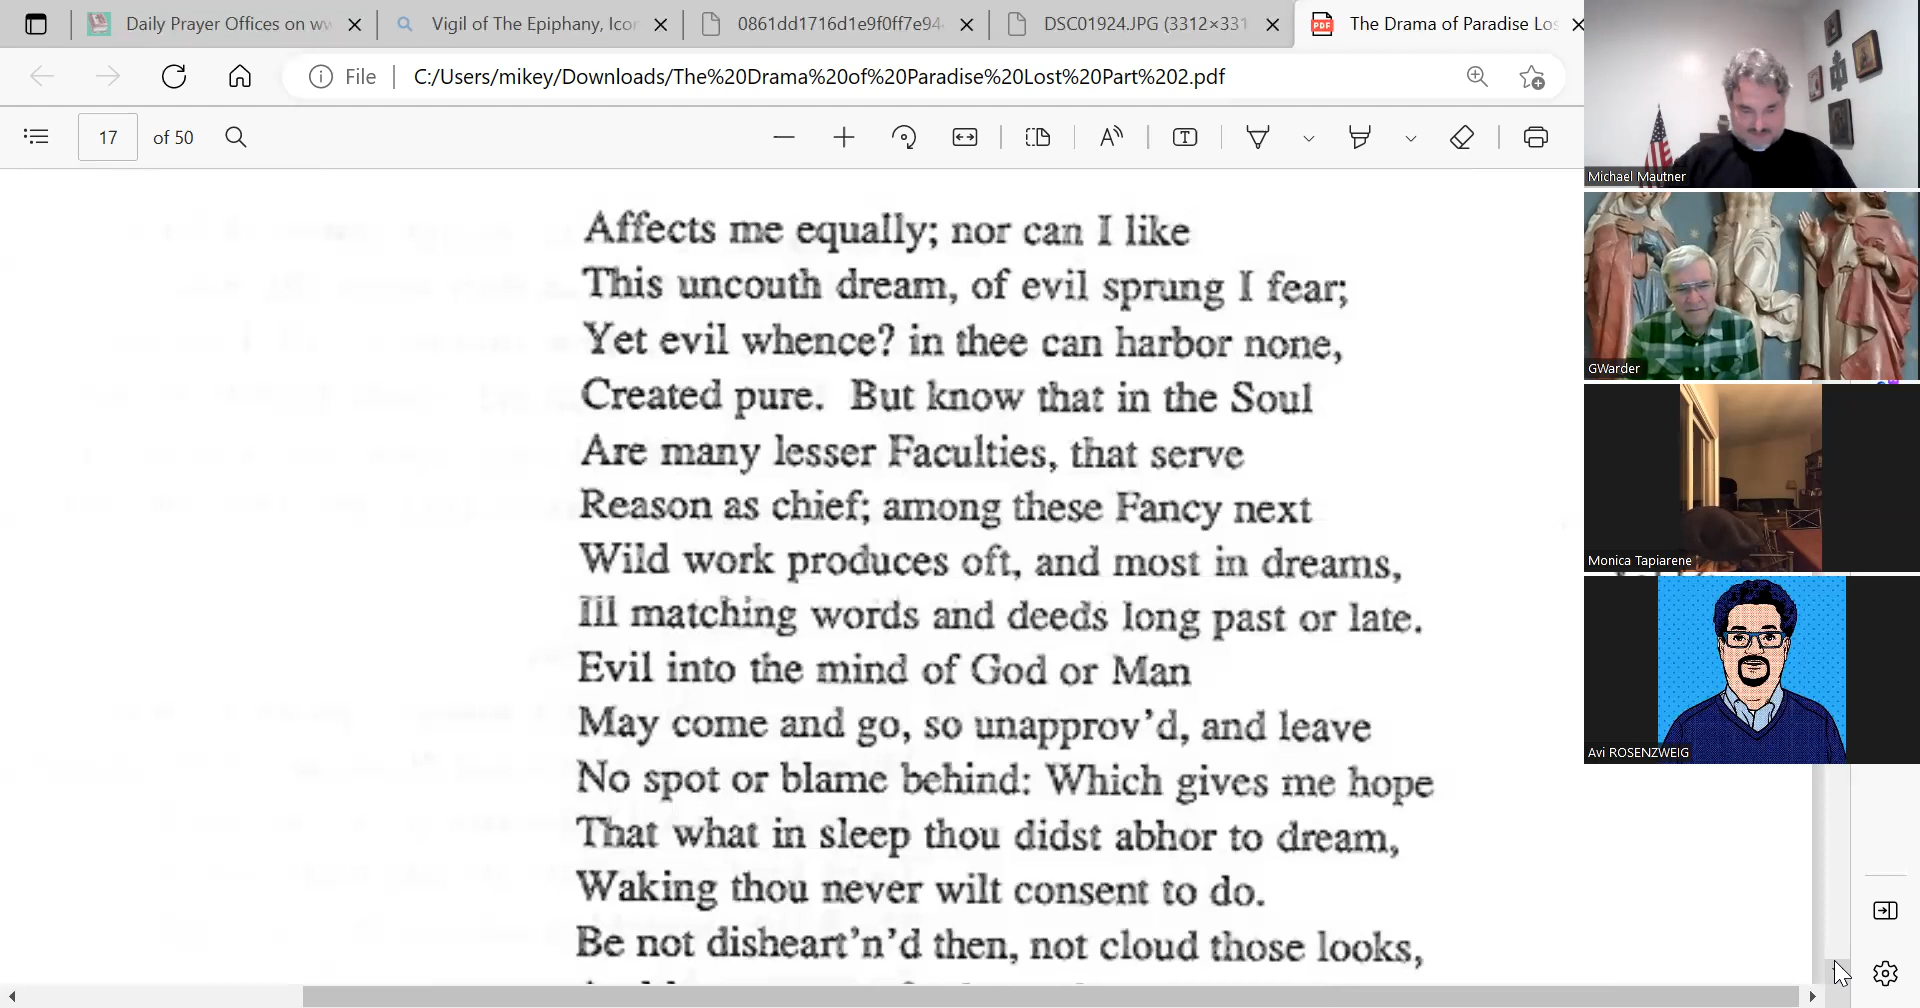 Daily Prayer Offices on ww
Vigil of The Epiphany, Icon
0861dd1716d1e9f0ff7e94
DSC01924.JPG (3312×331
The Drama of Paradise Los
File
C:/Users/mikey/Downloads/The%20Drama%20of%20Paradise%20Lost%20Part%202.pdf
17 of 50
Affects me equally; nor can I like
This uncouth dream, of evil sprung I fear;
Yet evil whence? in thee can harbor none,
Created pure. But know that in the Soul
Are many lesser Faculties, that serve
Reason as chief; among these Fancy next
Wild work produces oft, and most in dreams,
Ill matching words and deeds long past or late.
Evil into the mind of God or Man
May come and go, so unapprov’d, and leave
No spot or blame behind: Which gives me hope
That what in sleep thou didst abhor to dream,
Waking thou never wilt consent to do.
Be not disheart’n’d then, not cloud those looks,
Michael Mautner
GWarder
Monica Tapiarene
Avi ROSENZWEIG